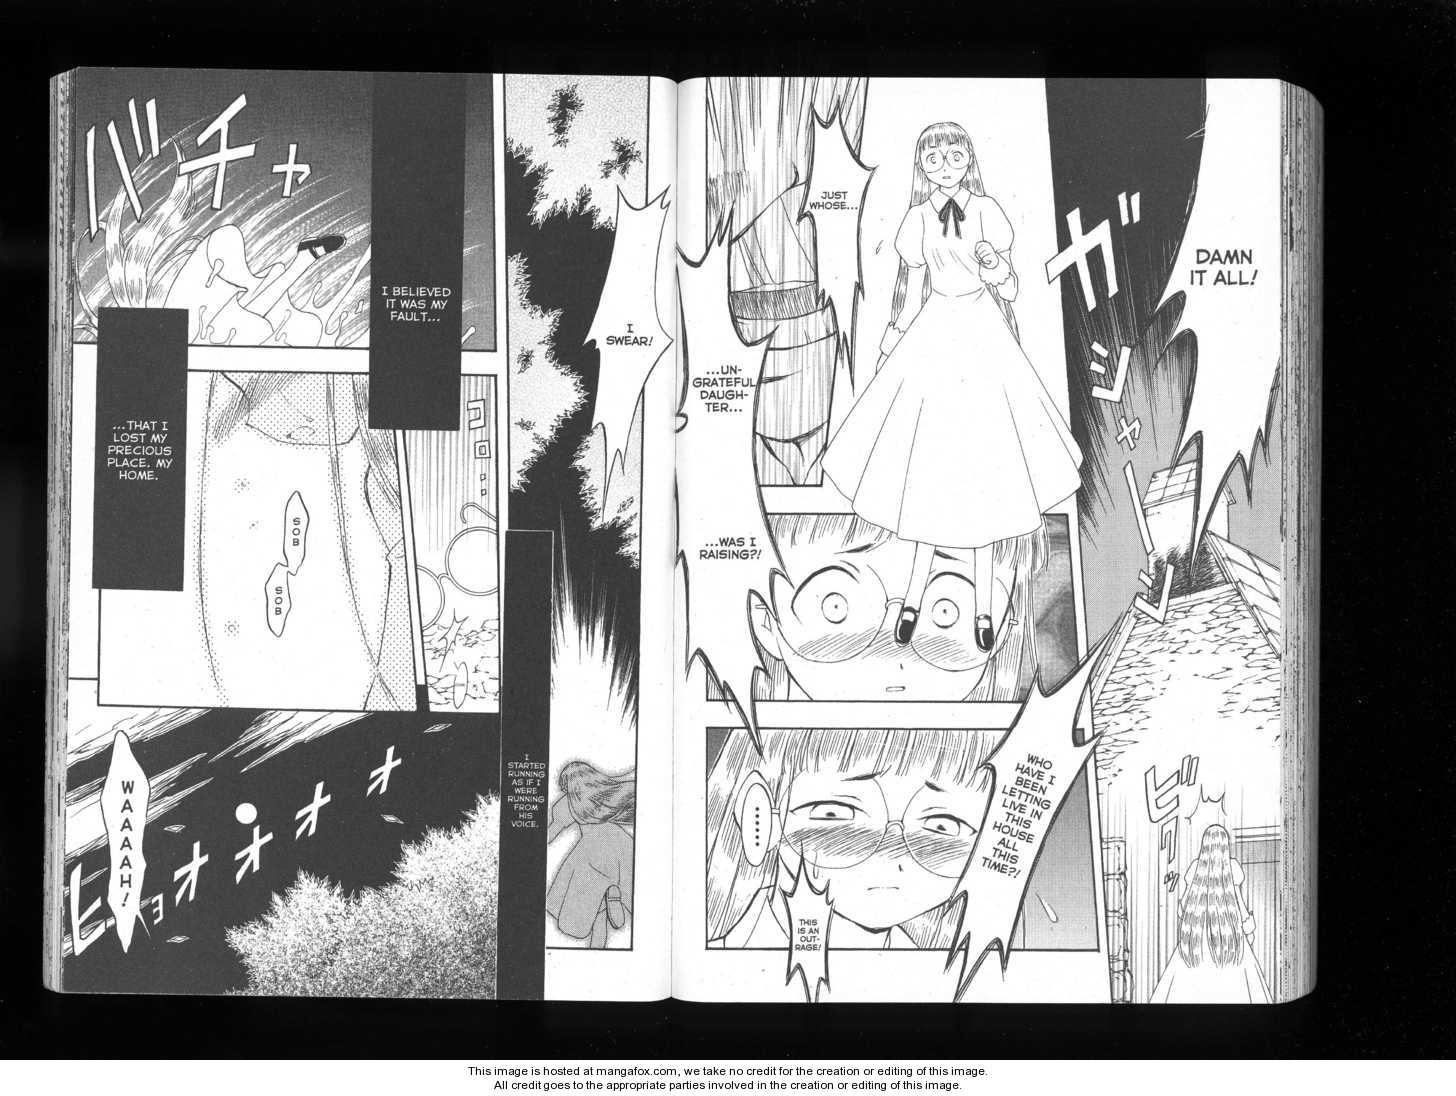 DAMN
IT ALL!
ガ
シャーッ
ビクッ
JUST
WHOSE...
...UN-
GRATEFUL
DAUGH-
TER...
...WAS I
RAISING?!
WHO
HAVE I
BEEN
LETTING
LIVE IN
THIS
HOUSE
ALL
THIS
TIME?!
......
THIS
IS AN
OUT-
RAGE!
I
SWEAR!
I
STARTED
RUNNING
AS IF I
WERE
RUNNING
FROM
HIS
VOICE.
バチャ
I BELIEVED
IT WAS MY
FAULT...
...THAT I
LOST MY
PRECIOUS
PLACE. MY
HOME.
SOB
SOB
WAAAAAH!
ヒョオオオオ
This image is hosted at mangafox.com, we take no credit for the creation or editing of this image.
All credit goes to the appropriate parties involved in the creation or editing of this image.